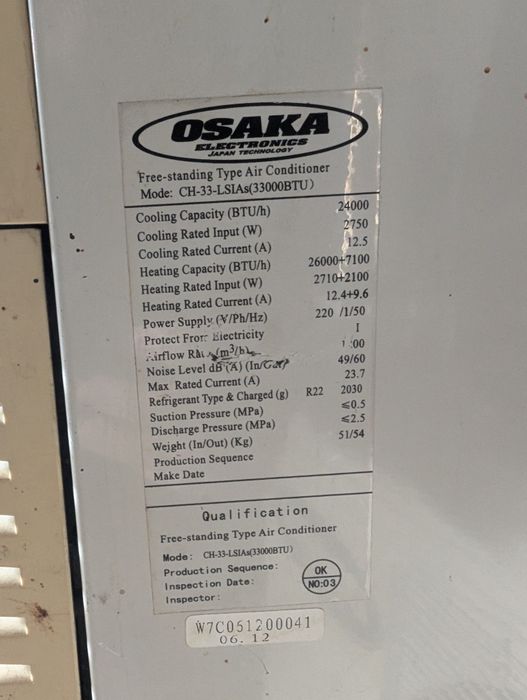 OSAKA
ELECTRONICS
JAPAN TECHNOLOGY
Free-standing Type Air Conditioner
Mode: CH-33-LSIAs(33000BTU)
Cooling Capacity (BTU/h) 24000
Cooling Rated Input (W) 2750
Cooling Rated Current (A) 12.5
Heating Capacity (BTU/h) 26000+7100
Heating Rated Input (W) 2710+2100
Heating Rated Current (A) 12.4+9.6
Power Supply (V/Ph/Hz) 220 /1/50
Protect From Electricity I
Airflow (m³/h)
Noise Level dB (A) (In/Out) 49/60
Max Rated Current (A) 23.7
Refrigerant Type & Charged (g) R22 2030
Suction Pressure (MPa) ≤0.5
Discharge Pressure (MPa) ≤2.5
Wejght (In/Out) (Kg) 51/54
Production Sequence
Make Date
Qualification
Free-standing Type Air Conditioner
Mode: CH-33-LSIAs(33000BTU)
Production Sequence:
Inspection Date:
Inspector:
OK
NO:03
W7C051200041
06. 12